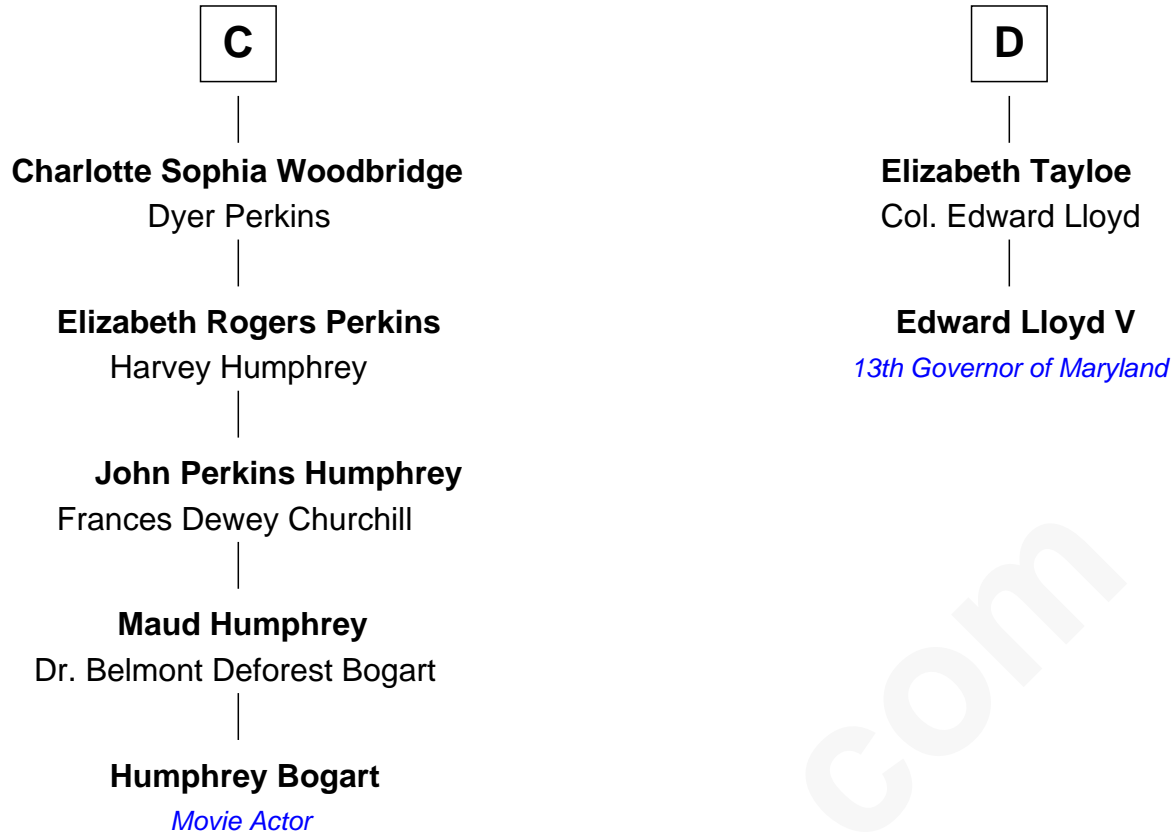 C
Charlotte Sophia Woodbridge
Dyer Perkins
Elizabeth Rogers Perkins
Harvey Humphrey
John Perkins Humphrey
Frances Dewey Churchill
Maud Humphrey
Dr. Belmont Deforest Bogart
Humphrey Bogart
Movie Actor
D
Elizabeth Tayloe
Col. Edward Lloyd
Edward Lloyd V
13th Governor of Maryland
com